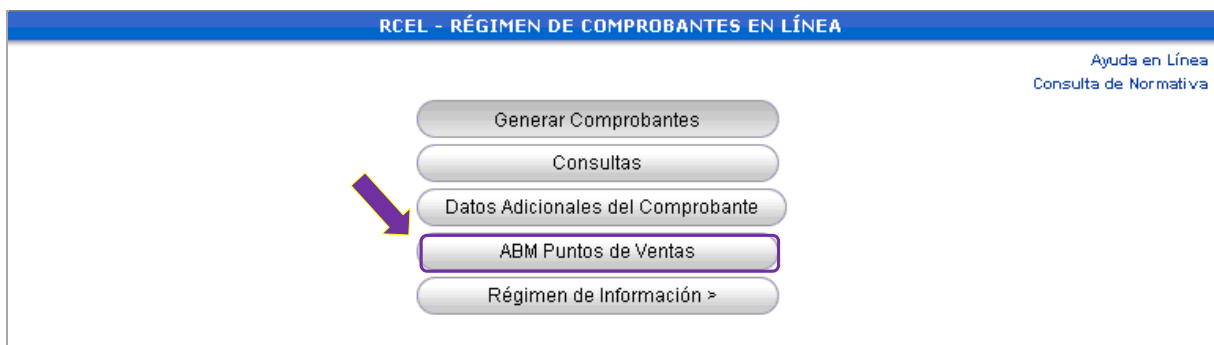 RCEL - RÉGIMEN DE COMPROBANTES EN LÍNEA
Ayuda en Línea
Consulta de Normativa
Generar Comprobantes
Consultas
Datos Adicionales del Comprobante
ABM Puntos de Ventas
Régimen de Información >